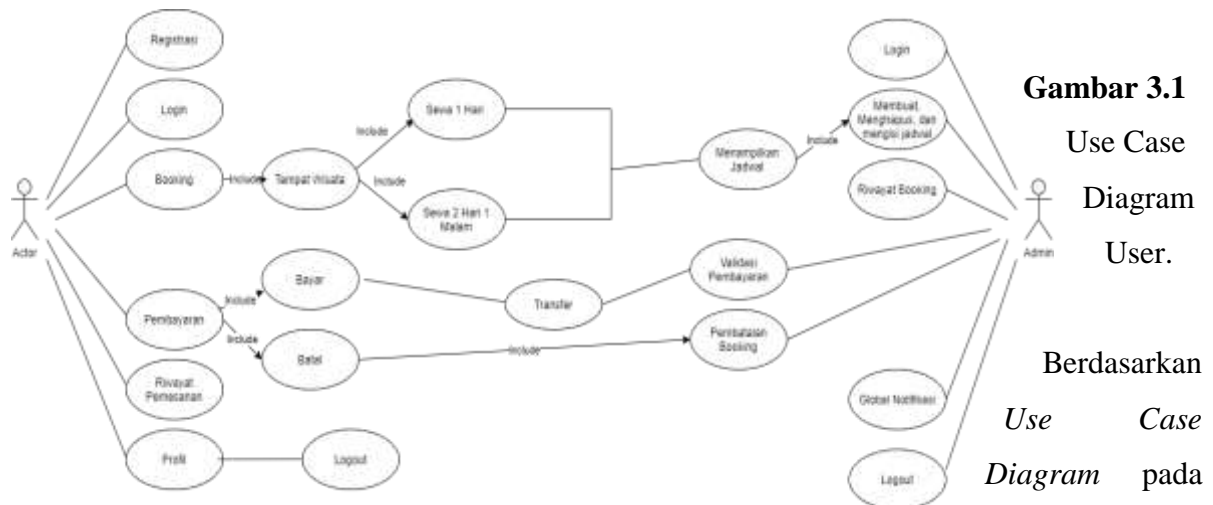 Registrasi
Login
Booking
Include
Tampat Wisata
Include
Include
Sewa 1 Hari
Sewa 2 Hari 1
Malam
Menampilkan
Jadwal
Include
Login
Membuat,
Menghapus, dan
mengisi jadwal
Riwayat Booking
Actor
Admin
Pembayaran
Include
Include
Bayar
Batal
Transfer
Include
Validasi
Pembayaran
Pembatalan
Booking
Riwayat
Pemesanan
Profil
Logout
Global Notifikasi
Logout
Gambar 3.1
Use Case
Diagram
User.
Berdasarkan
Use Case
Diagram pada